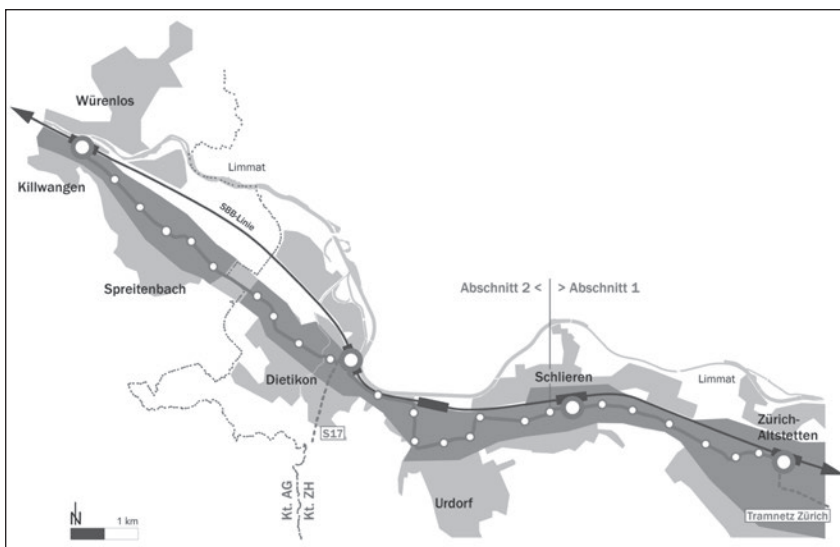 Würenlos
Killwangen
Limmat
SBB-Linie
Spreitenbach
Abschnitt 2 < > Abschnitt 1
Dietikon
Schlieren
Limmat
Zürich-
Altstetten
S17
Kt. AG
Kt. ZH
Urdorf
N
1 km
Tramnetz Zürich